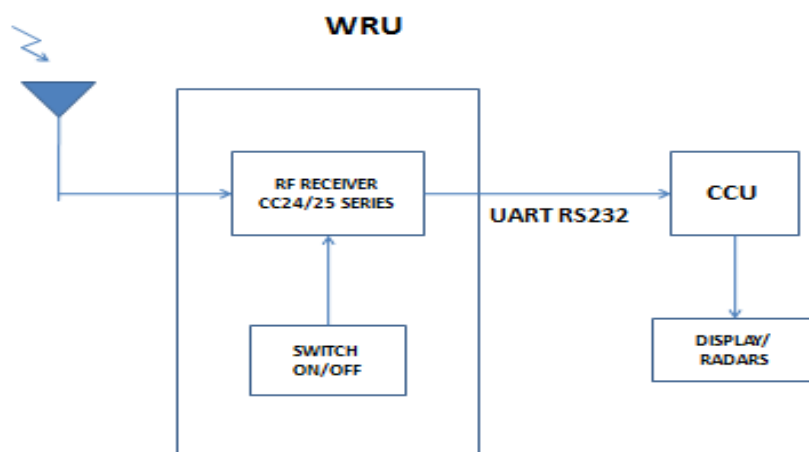 WRU
RF RECEIVER
CC24/25 SERIES
UART RS232
CCU
SWITCH
ON/OFF
DISPLAY/
RADARS